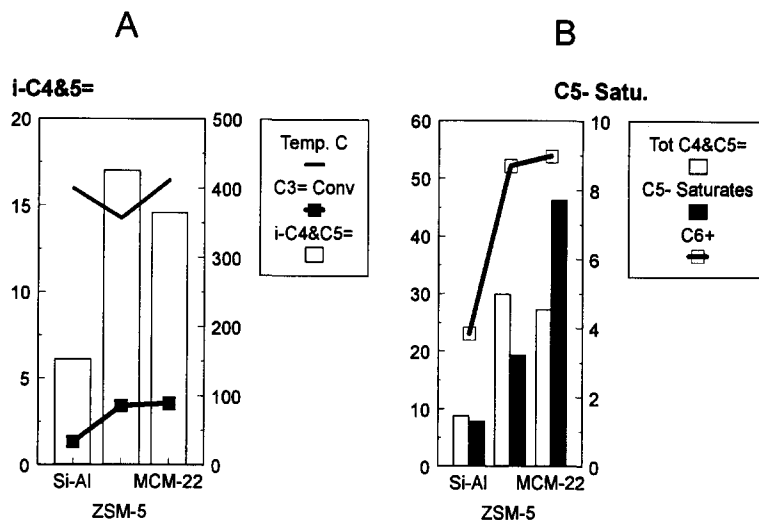 A
i-C4&5=
20
15
10
5
0
500
400
300
200
100
0
Si-Al
MCM-22
ZSM-5
Temp. C
C3= Conv
i-C4&C5=
B
C5- Satu.
60
50
40
30
20
10
0
10
8
6
4
2
0
Si-Al
MCM-22
ZSM-5
Tot C4&C5=
C5- Saturates
C6+